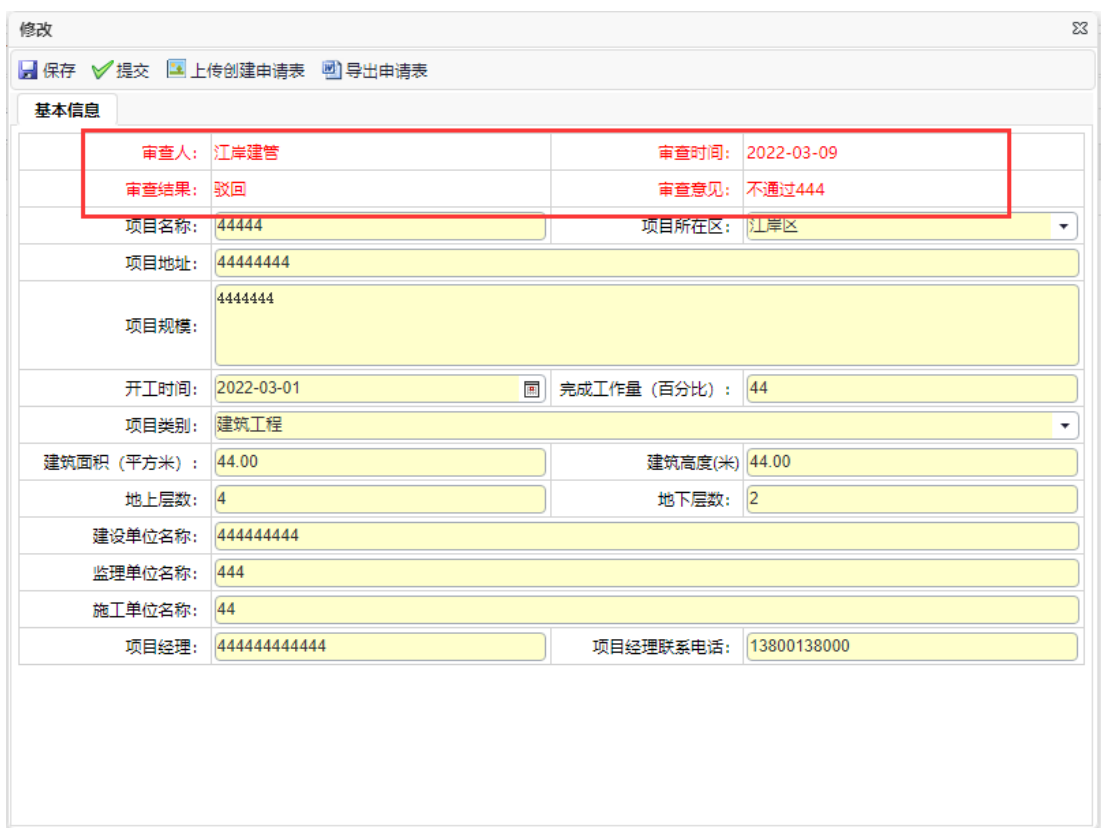 修改
保存 提交 上传创建申请表 导出申请表
基本信息
审查人： 江岸建管 审查时间： 2022-03-09
审查结果： 驳回 审查意见： 不通过444
项目名称： 44444 项目所在区： 江岸区
项目地址： 44444444
项目规模： 4444444
开工时间： 2022-03-01 完成工作量（百分比）： 44
项目类别： 建筑工程
建筑面积（平方米）： 44.00 建筑高度(米) 44.00
地上层数： 4 地下层数： 2
建设单位名称： 444444444
监理单位名称： 444
施工单位名称： 44
项目经理： 444444444444 项目经理联系电话： 13800138000